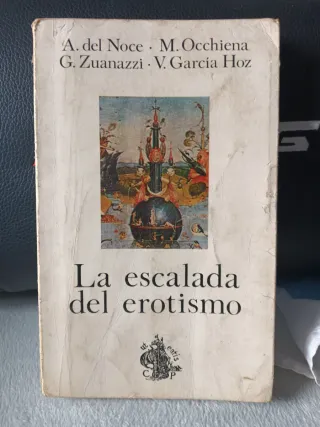 A. del Noce · M. Occhiena
G. Zuanazzi · V. García Hoz
La escalada
del erotismo
C P